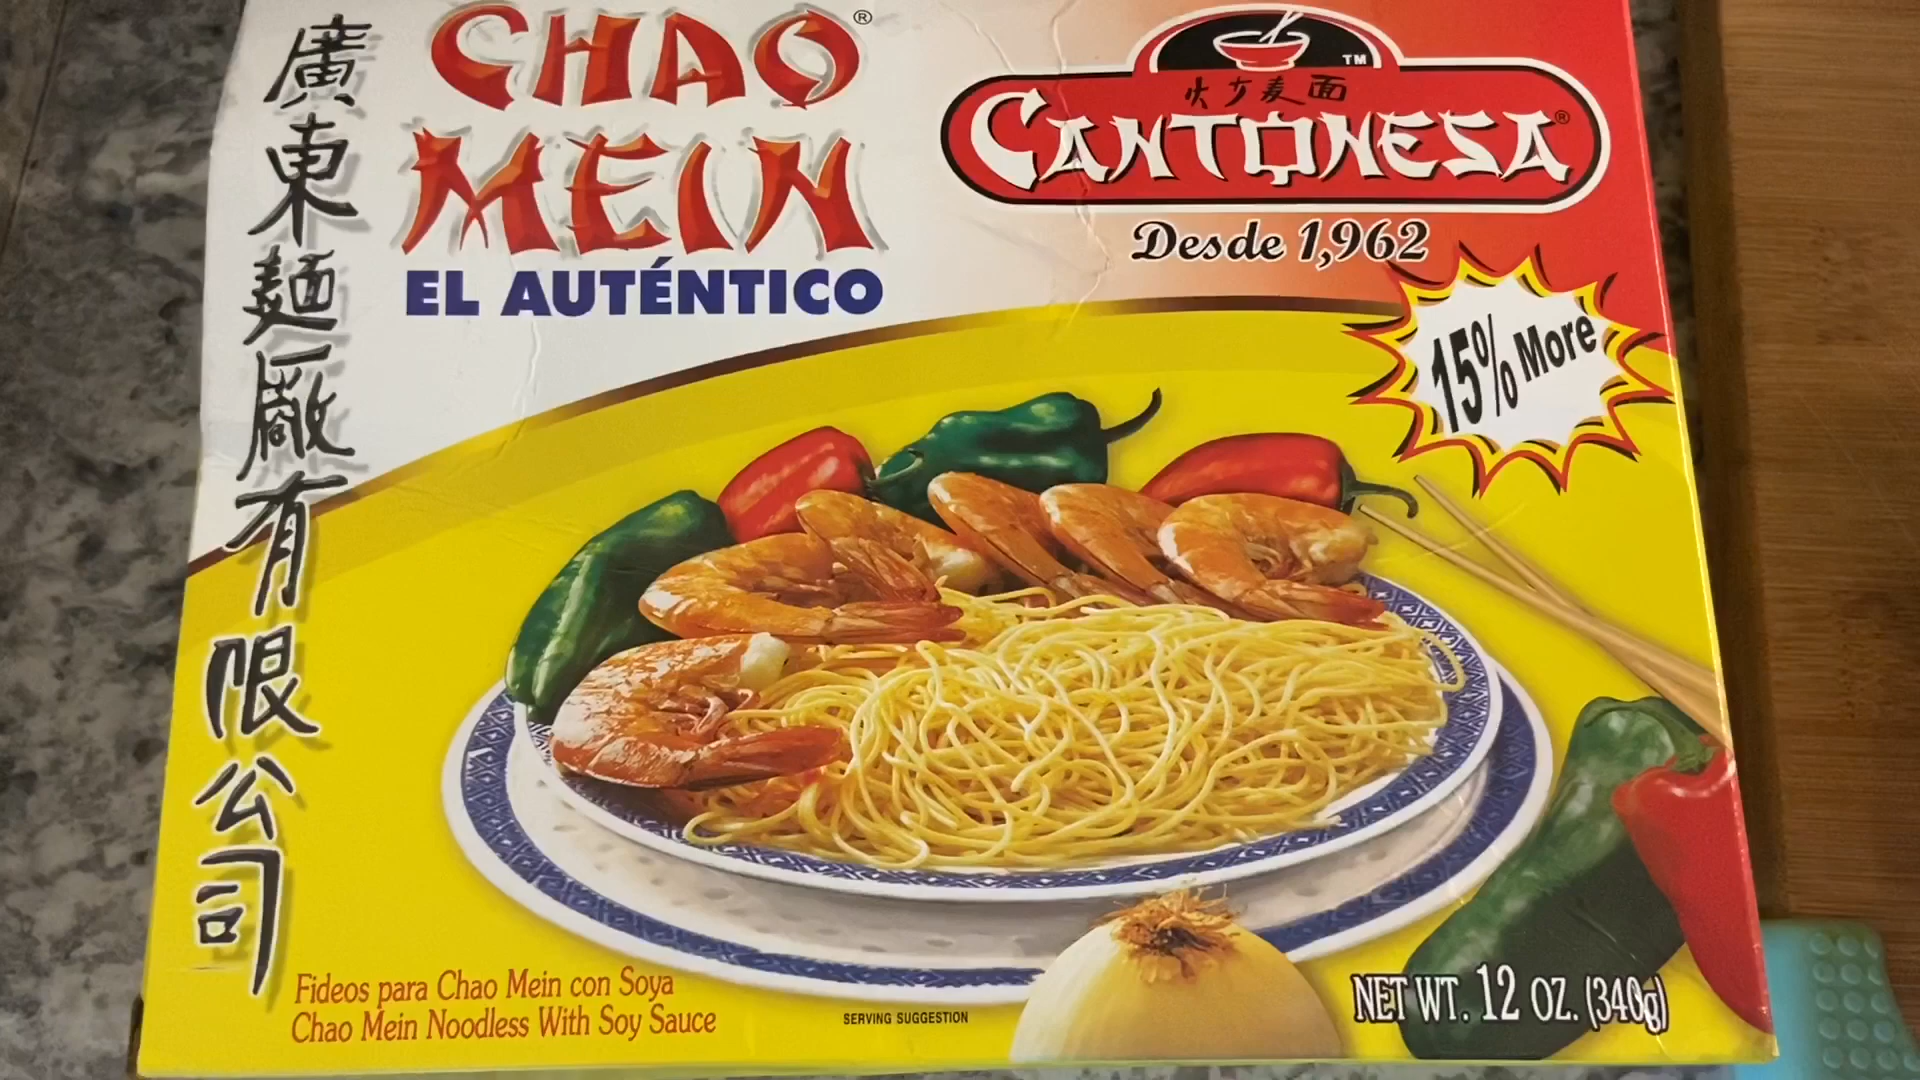 廣東麵廠有限公司
CHAO®
MEIN
EL AUTÉNTICO
TM
麦面
CANTONESA®
Desde 1,962
15% More
Fideos para Chao Mein con Soya
Chao Mein Noodless With Soy Sauce
SERVING SUGGESTION
NET WT. 12 OZ. (340g)